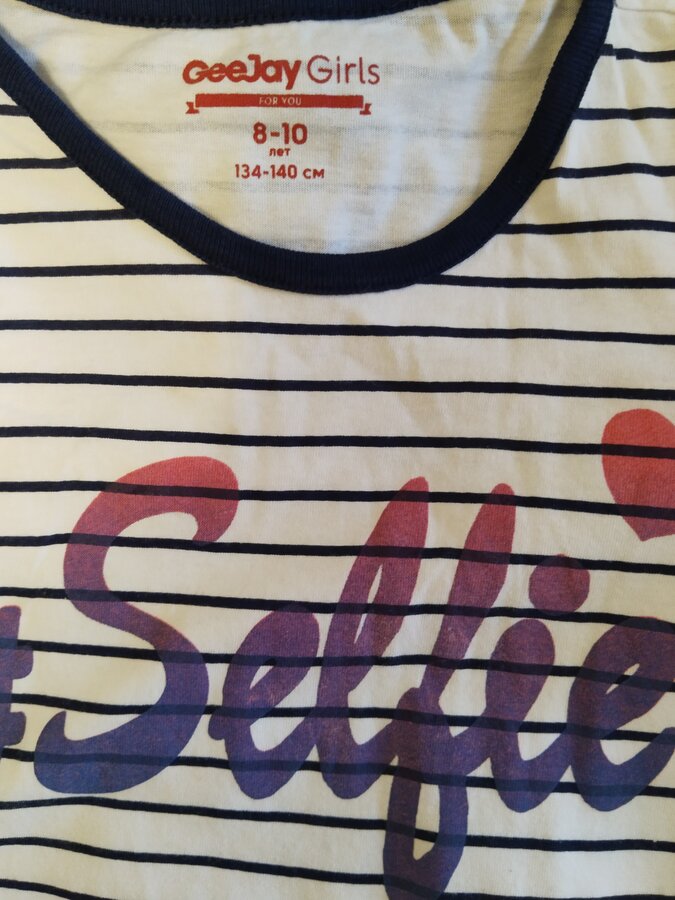 GeeJay Girls
FOR YOU
8-10
лет
134-140 см
#Selfie